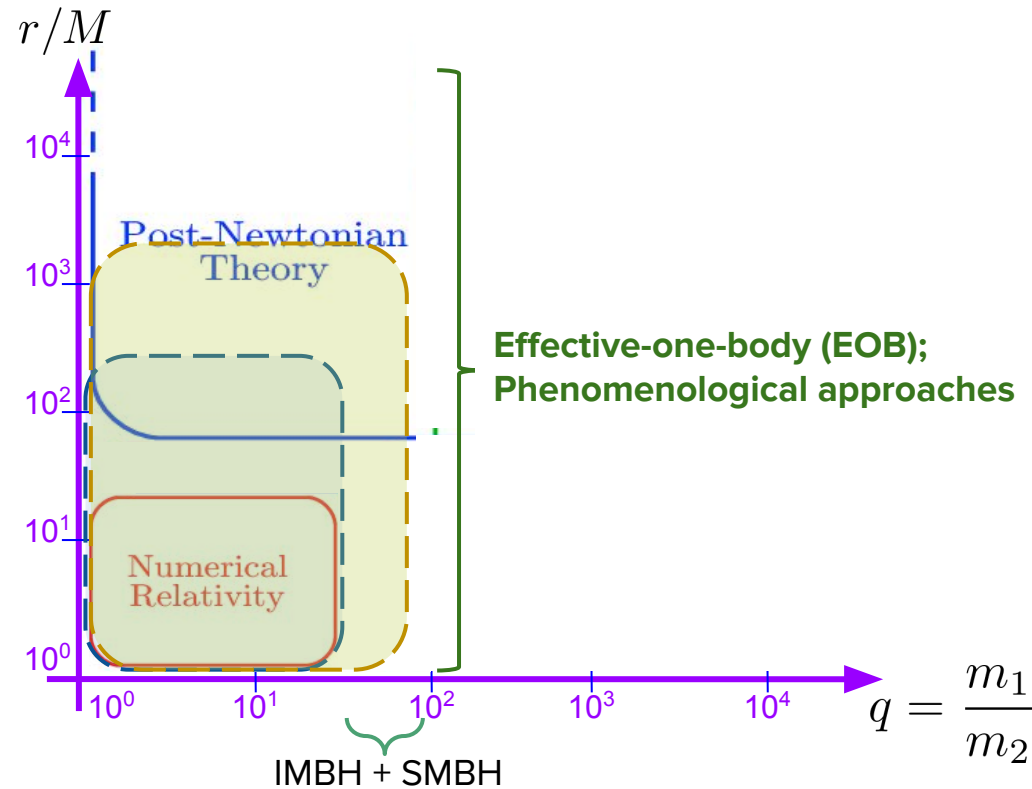 r/M
10⁴
Post-Newtonian
Theory
10³
Effective-one-body (EOB);
Phenomenological approaches
10²
10¹
Numerical
Relativity
10⁰
10⁰ 10¹ 10² 10³ 10⁴
q = m₁/m₂
IMBH + SMBH